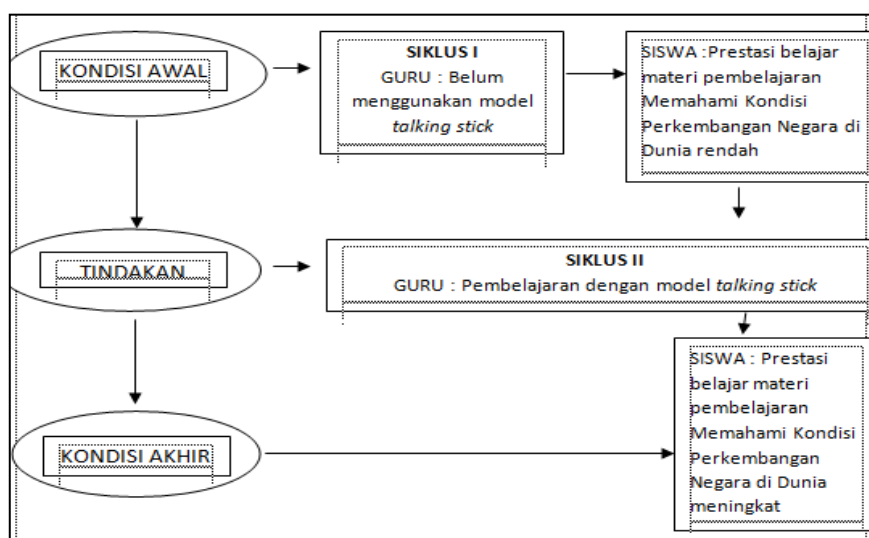 KONDISI AWAL
SIKLUS I
GURU : Belum
menggunakan model
talking stick
SISWA :Prestasi belajar
materi pembelajaran
Memahami Kondisi
Perkembangan Negara di
Dunia rendah
TINDAKAN
SIKLUS II
GURU : Pembelajaran dengan model talking stick
SISWA : Prestasi
belajar materi
pembelajaran
Memahami Kondisi
Perkembangan
Negara di Dunia
meningkat
KONDISI AKHIR